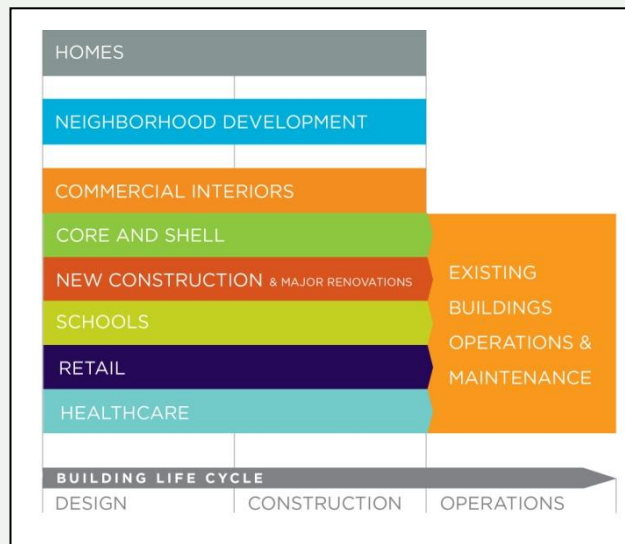 HOMES
NEIGHBORHOOD DEVELOPMENT
COMMERCIAL INTERIORS
CORE AND SHELL
NEW CONSTRUCTION & MAJOR RENOVATIONS
SCHOOLS
RETAIL
HEALTHCARE
EXISTING
BUILDINGS
OPERATIONS &
MAINTENANCE
BUILDING LIFE CYCLE
DESIGN CONSTRUCTION OPERATIONS